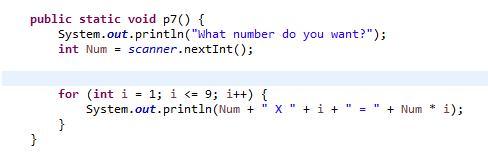 public static void p7() {
System.out.println("What number do you want?");
int Num = scanner.nextInt();
for (int i = 1; i <= 9; i++) {
System.out.println(Num + " X " + i + " = " + Num * i);
}
}